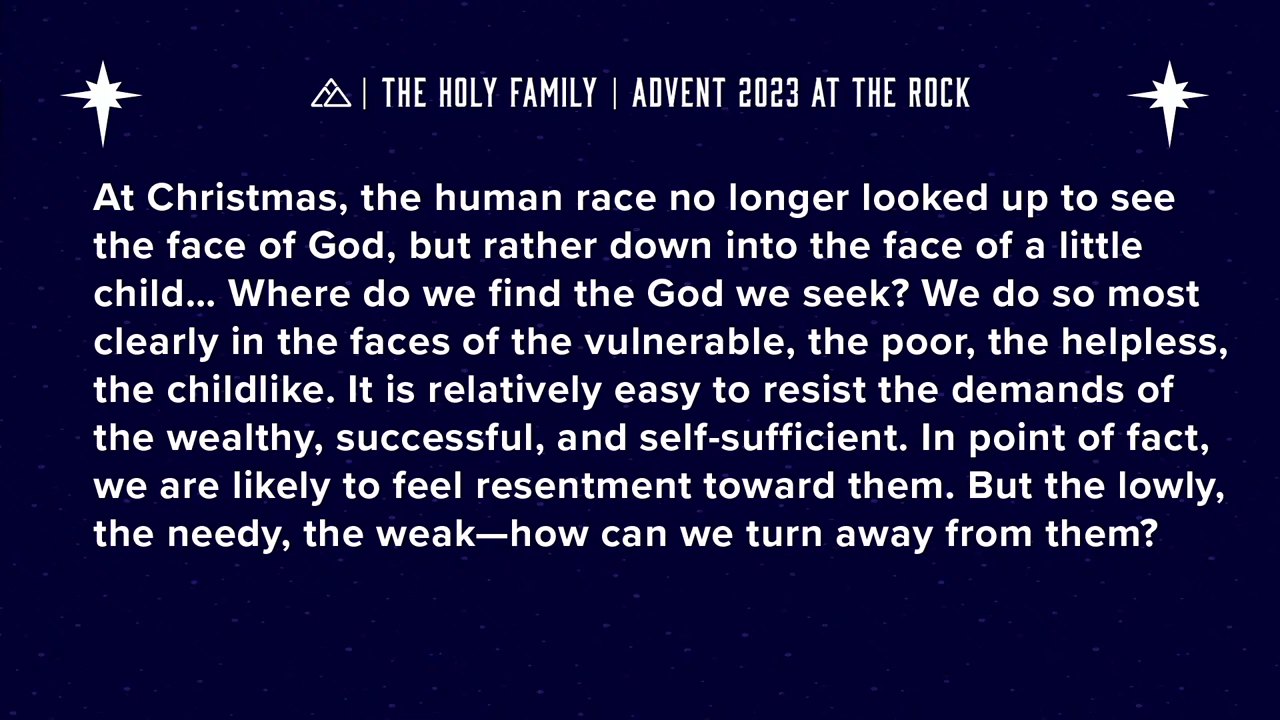 | THE HOLY FAMILY | ADVENT 2023 AT THE ROCK
At Christmas, the human race no longer looked up to see
the face of God, but rather down into the face of a little
child... Where do we find the God we seek? We do so most
clearly in the faces of the vulnerable, the poor, the helpless,
the childlike. It is relatively easy to resist the demands of
the wealthy, successful, and self-sufficient. In point of fact,
we are likely to feel resentment toward them. But the lowly,
the needy, the weak—how can we turn away from them?